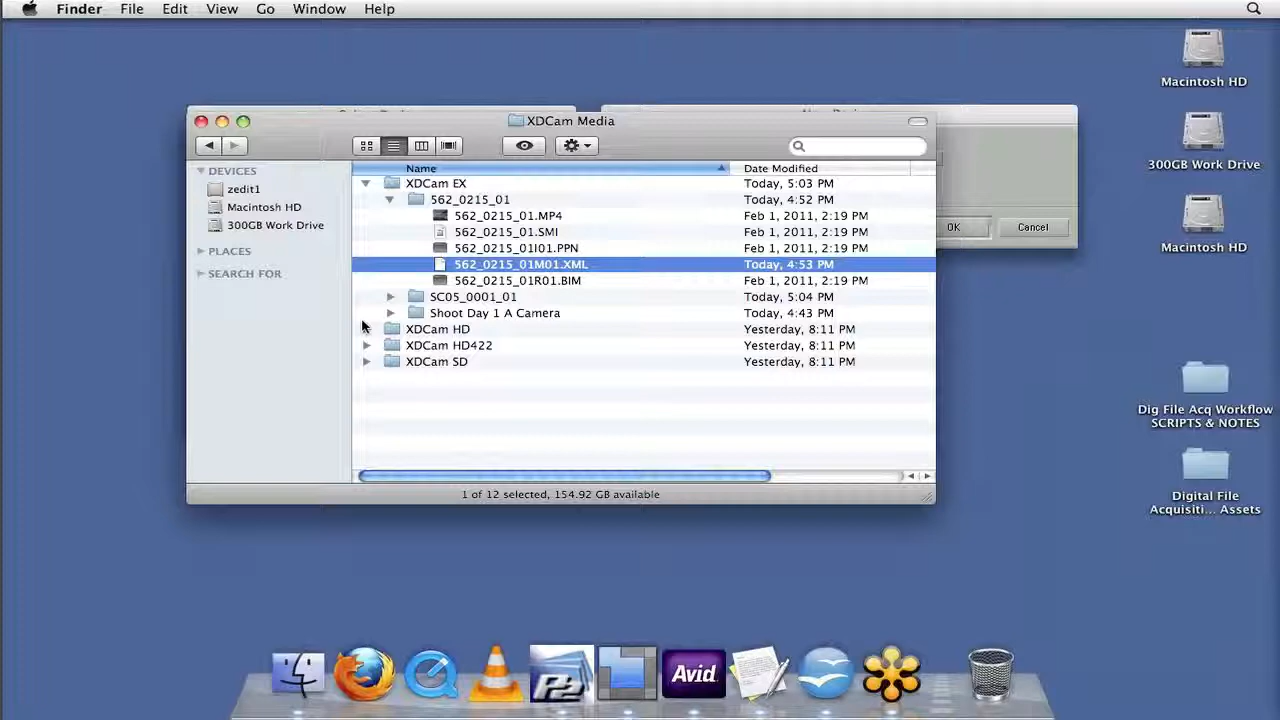 Finder File Edit View Go Window Help
Macintosh HD
300GB Work Drive
Macintosh HD
Dig File Acq Workflow
SCRIPTS & NOTES
Digital File
Acquisiti... Assets
XDCam Media
DEVICES
zedit1
Macintosh HD
300GB Work Drive
PLACES
SEARCH FOR
Name Date Modified
XDCam EX Today, 5:03 PM
562_0215_01 Today, 4:52 PM
562_0215_01.MP4 Feb 1, 2011, 2:19 PM
562_0215_01.SMI Feb 1, 2011, 2:19 PM
562_0215_01I01.PPN Feb 1, 2011, 2:19 PM
562_0215_01M01.XML Today, 4:53 PM
562_0215_01R01.BIM Feb 1, 2011, 2:19 PM
SC05_0001_01 Today, 5:04 PM
Shoot Day 1 A Camera Today, 4:43 PM
XDCam HD Yesterday, 8:11 PM
XDCam HD422 Yesterday, 8:11 PM
XDCam SD Yesterday, 8:11 PM
1 of 12 selected, 154.92 GB available
OK Cancel
P2
Avid